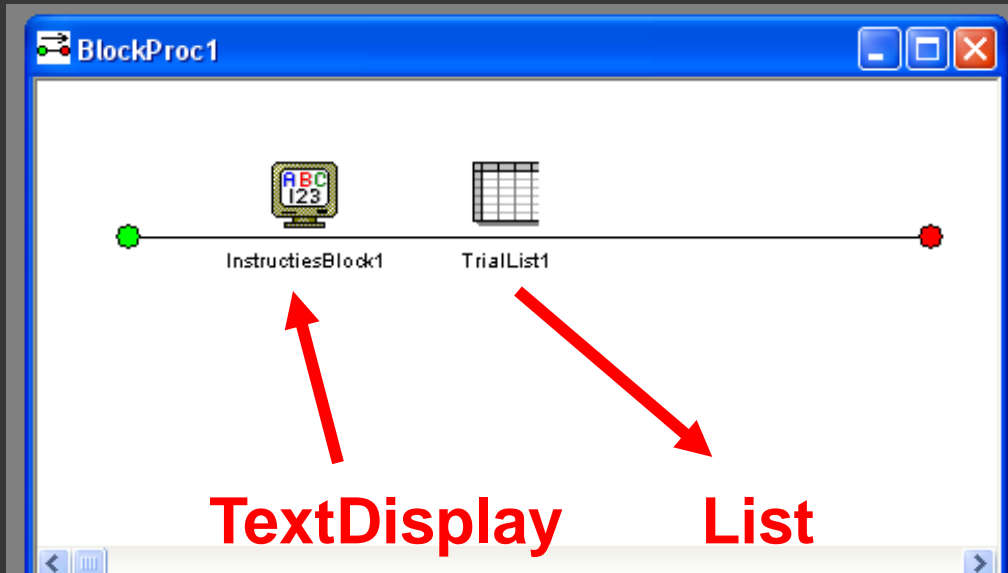 BlockProc1
ABC
123
InstructiesBlock1 TrialList1
TextDisplay List